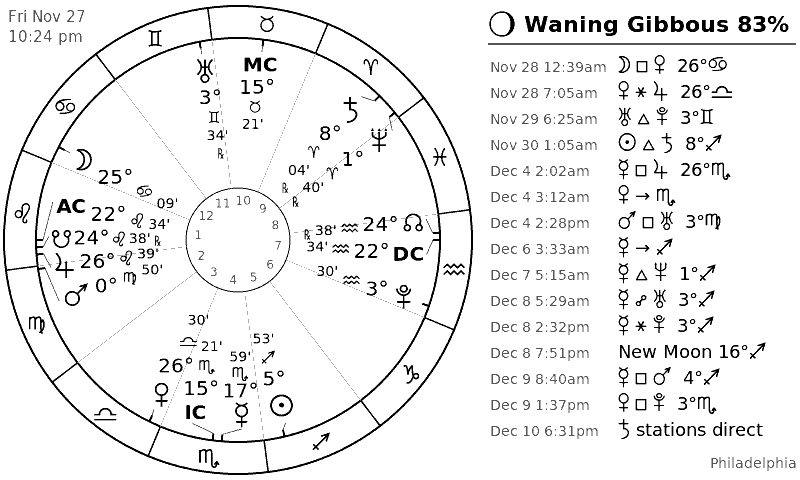 Fri Nov 27
10:24 pm
♊ ♉
♅ MC ♈
3° 15° ♄
♊ ♉ 8° ♆
♋ 34' 21' ♈ 1°
℞ 04' ♈ ♓
☽ 25° ♋ ℞ 40'
09' ℞
11 10
12 9
♌ AC 22° ♌ 34' 1 8 ℞ 38' ♒ 24° ☊
☋ 24° ♌ 38' ℞ 34' ♒ 22° DC
♃ 26° ♌ 39' 2 7 30' ♒ 3° ♇ ♒
♂ 0° ♍ 50' 3 6
4 5
♍ 30' 53'
♎ 21' 59' ♐
26° ♏ ♏ 5°
♀ 15° 17° ☉ ♑
IC ☿
♎ ♏ ♐
Waning Gibbous 83%
Nov 28 12:39am ☽ □ ♀ 26°♋
Nov 28 7:05am ♀ ⚹ ♃ 26°♎
Nov 29 6:25am ♅ △ ♇ 3°♊
Nov 30 1:05am ☉ △ ♄ 8°♐
Dec 4 2:02am ☿ □ ♃ 26°♏
Dec 4 3:12am ♀ → ♏
Dec 4 2:28pm ♂ □ ♅ 3°♍
Dec 6 3:33am ☿ → ♐
Dec 7 5:15am ☿ △ ♆ 1°♐
Dec 8 5:29am ☿ ☍ ♅ 3°♐
Dec 8 2:32pm ☿ ⚹ ♇ 3°♐
Dec 8 7:51pm New Moon 16°♐
Dec 9 8:40am ☿ □ ♂ 4°♐
Dec 9 1:37pm ♀ □ ♇ 3°♏
Dec 10 6:31pm ♄ stations direct
Philadelphia